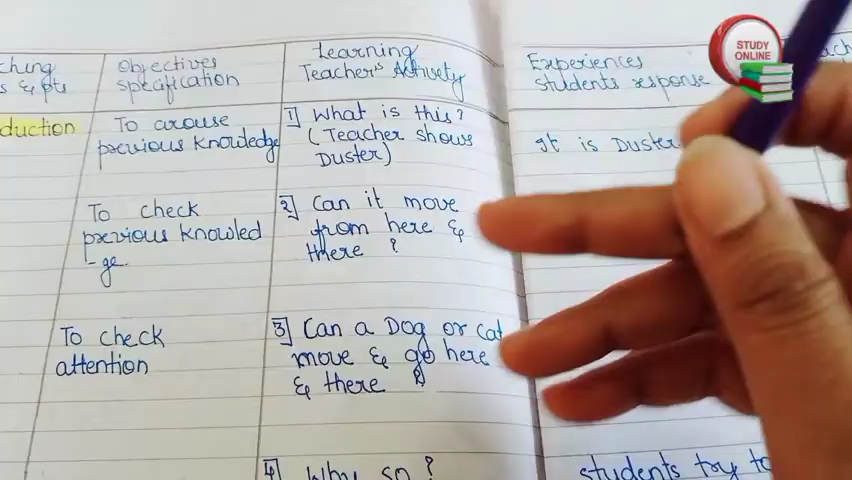 ching
s & pts
Objectives
specification
Learning
Teacher's Activity
Experiences
students response
STUDY
ONLINE
duction
To arouse
previous knowledge
1] What is this?
(Teacher shows
Duster)
It is Duster.
To check
previous knowled
-ge.
2] Can it move
from here &
there ?
To check
attention
3] Can a Dog or cat
move & go here
& there ?
4] Why so ?
students try to